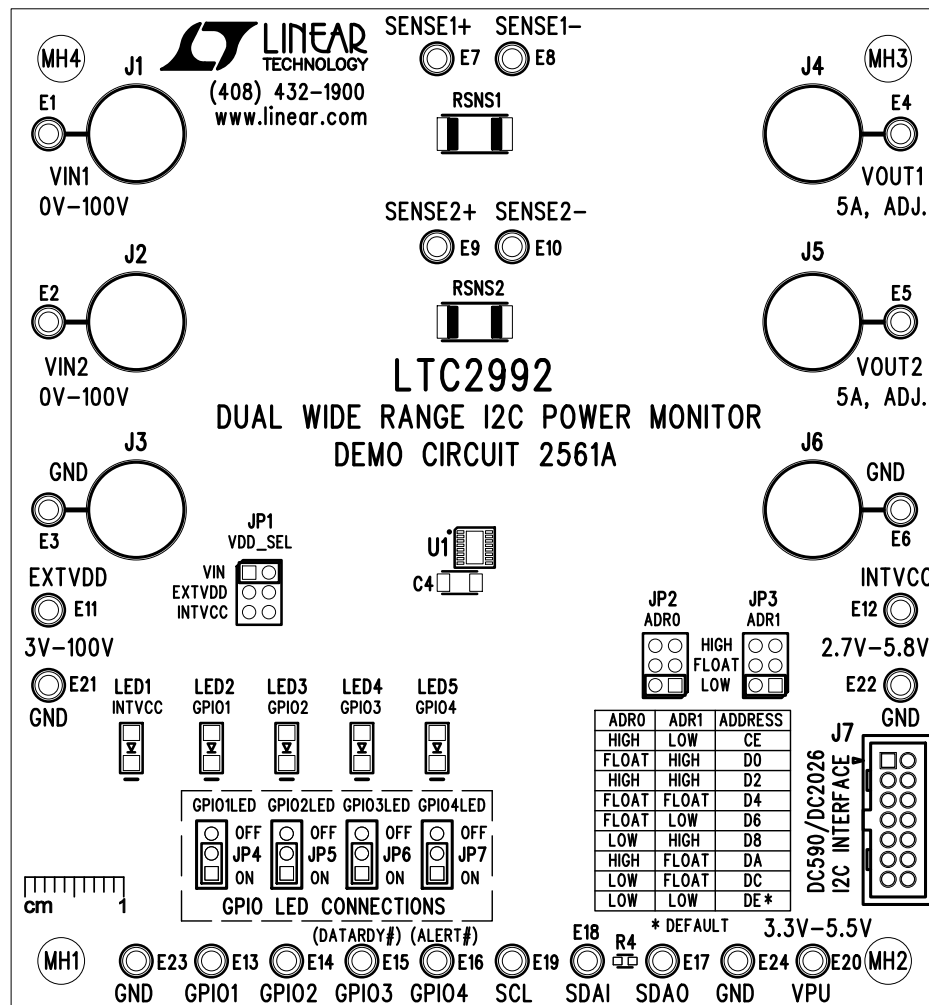 SENSE1+ SENSE1-
MH4 LINEAR TECHNOLOGY E7 E8 MH3
J1 J4
(408) 432-1900
www.linear.com
RSNS1
E1 E4
VIN1 VOUT1
0V-100V 5A, ADJ.
SENSE2+ SENSE2-
E9 E10
J2 J5
E2 RSNS2 E5
VIN2 VOUT2
0V-100V 5A, ADJ.
LTC2992
DUAL WIDE RANGE I2C POWER MONITOR
DEMO CIRCUIT 2561A
J3 J6
GND GND
E3 E6
JP1
VDD_SEL
VIN
EXTVDD
INTVCC
U1
C4
EXTVDD INTVCC
E11 E12
3V-100V 2.7V-5.8V
E21 E22
GND GND
JP2 JP3
ADR0 ADR1
HIGH
FLOAT
LOW
LED1 LED2 LED3 LED4 LED5
INTVCC GPIO1 GPIO2 GPIO3 GPIO4
ADR0 ADR1 ADDRESS
HIGH LOW CE
FLOAT HIGH D0
HIGH HIGH D2
FLOAT FLOAT D4
FLOAT LOW D6
LOW HIGH D8
HIGH FLOAT DA
LOW FLOAT DC
LOW LOW DE*
* DEFAULT
J7
DC590/DC2026
I2C INTERFACE
GPIO1LED GPIO2LED GPIO3LED GPIO4LED
OFF OFF OFF OFF
JP4 JP5 JP6 JP7
ON ON ON ON
GPIO LED CONNECTIONS
cm 1
(DATARDY#) (ALERT#)
3.3V-5.5V
MH1 E23 E13 E14 E15 E16 E19 E18 R4 E17 E24 E20 MH2
GND GPIO1 GPIO2 GPIO3 GPIO4 SCL SDAI SDAO GND VPU